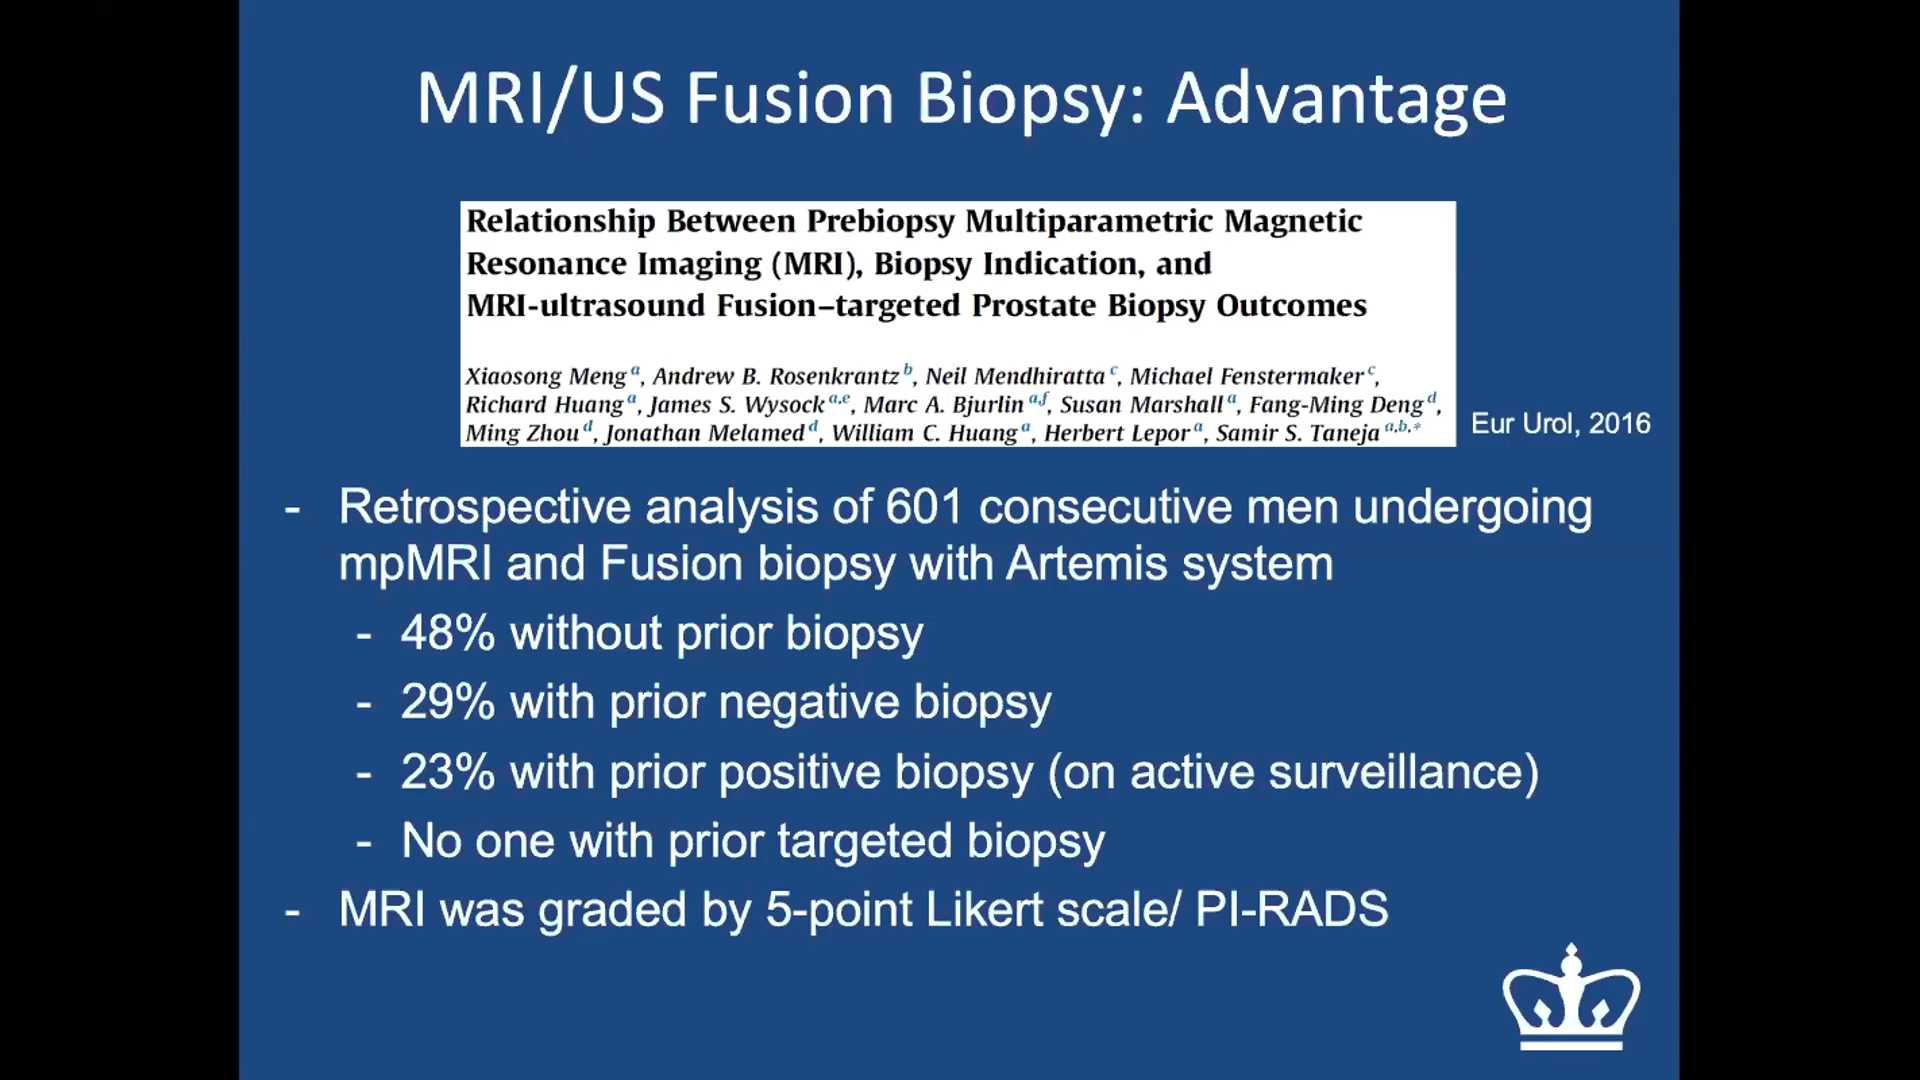 MRI/US Fusion Biopsy: Advantage
Relationship Between Prebiopsy Multiparametric Magnetic
Resonance Imaging (MRI), Biopsy Indication, and
MRI-ultrasound Fusion–targeted Prostate Biopsy Outcomes
Xiaosong Meng a, Andrew B. Rosenkrantz b, Neil Mendhiratta c, Michael Fenstermaker c,
Richard Huang a, James S. Wysock a,e, Marc A. Bjurlin a,f, Susan Marshall a, Fang-Ming Deng d,
Ming Zhou d, Jonathan Melamed d, William C. Huang a, Herbert Lepor a, Samir S. Taneja a,b,*
Eur Urol, 2016
- Retrospective analysis of 601 consecutive men undergoing
mpMRI and Fusion biopsy with Artemis system
- 48% without prior biopsy
- 29% with prior negative biopsy
- 23% with prior positive biopsy (on active surveillance)
- No one with prior targeted biopsy
- MRI was graded by 5-point Likert scale/ PI-RADS